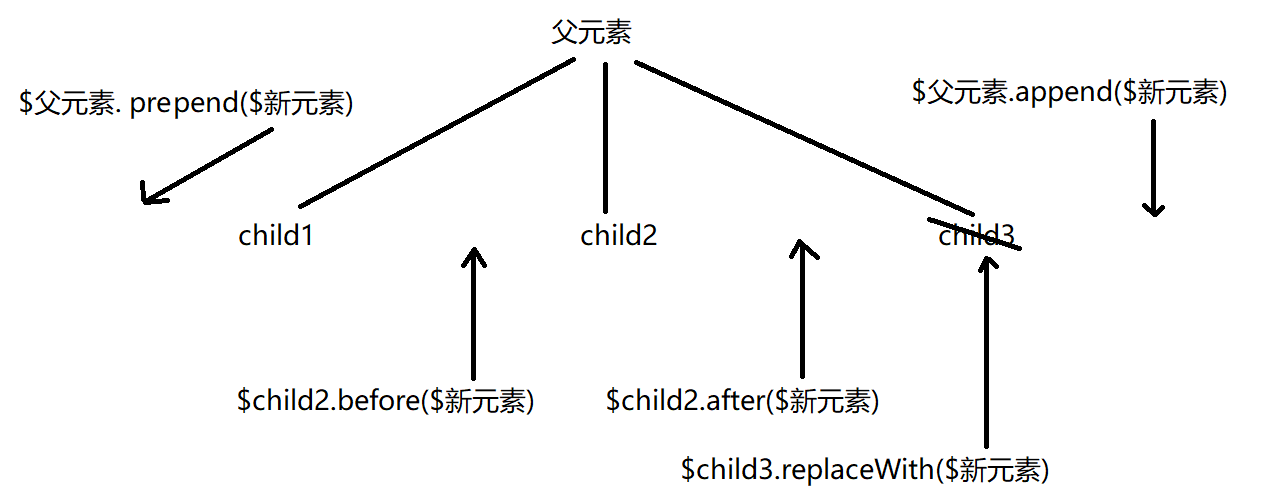 父元素
$父元素. prepend($新元素)
$父元素.append($新元素)
child1
child2
child3
$child2.before($新元素)
$child2.after($新元素)
$child3.replaceWith($新元素)